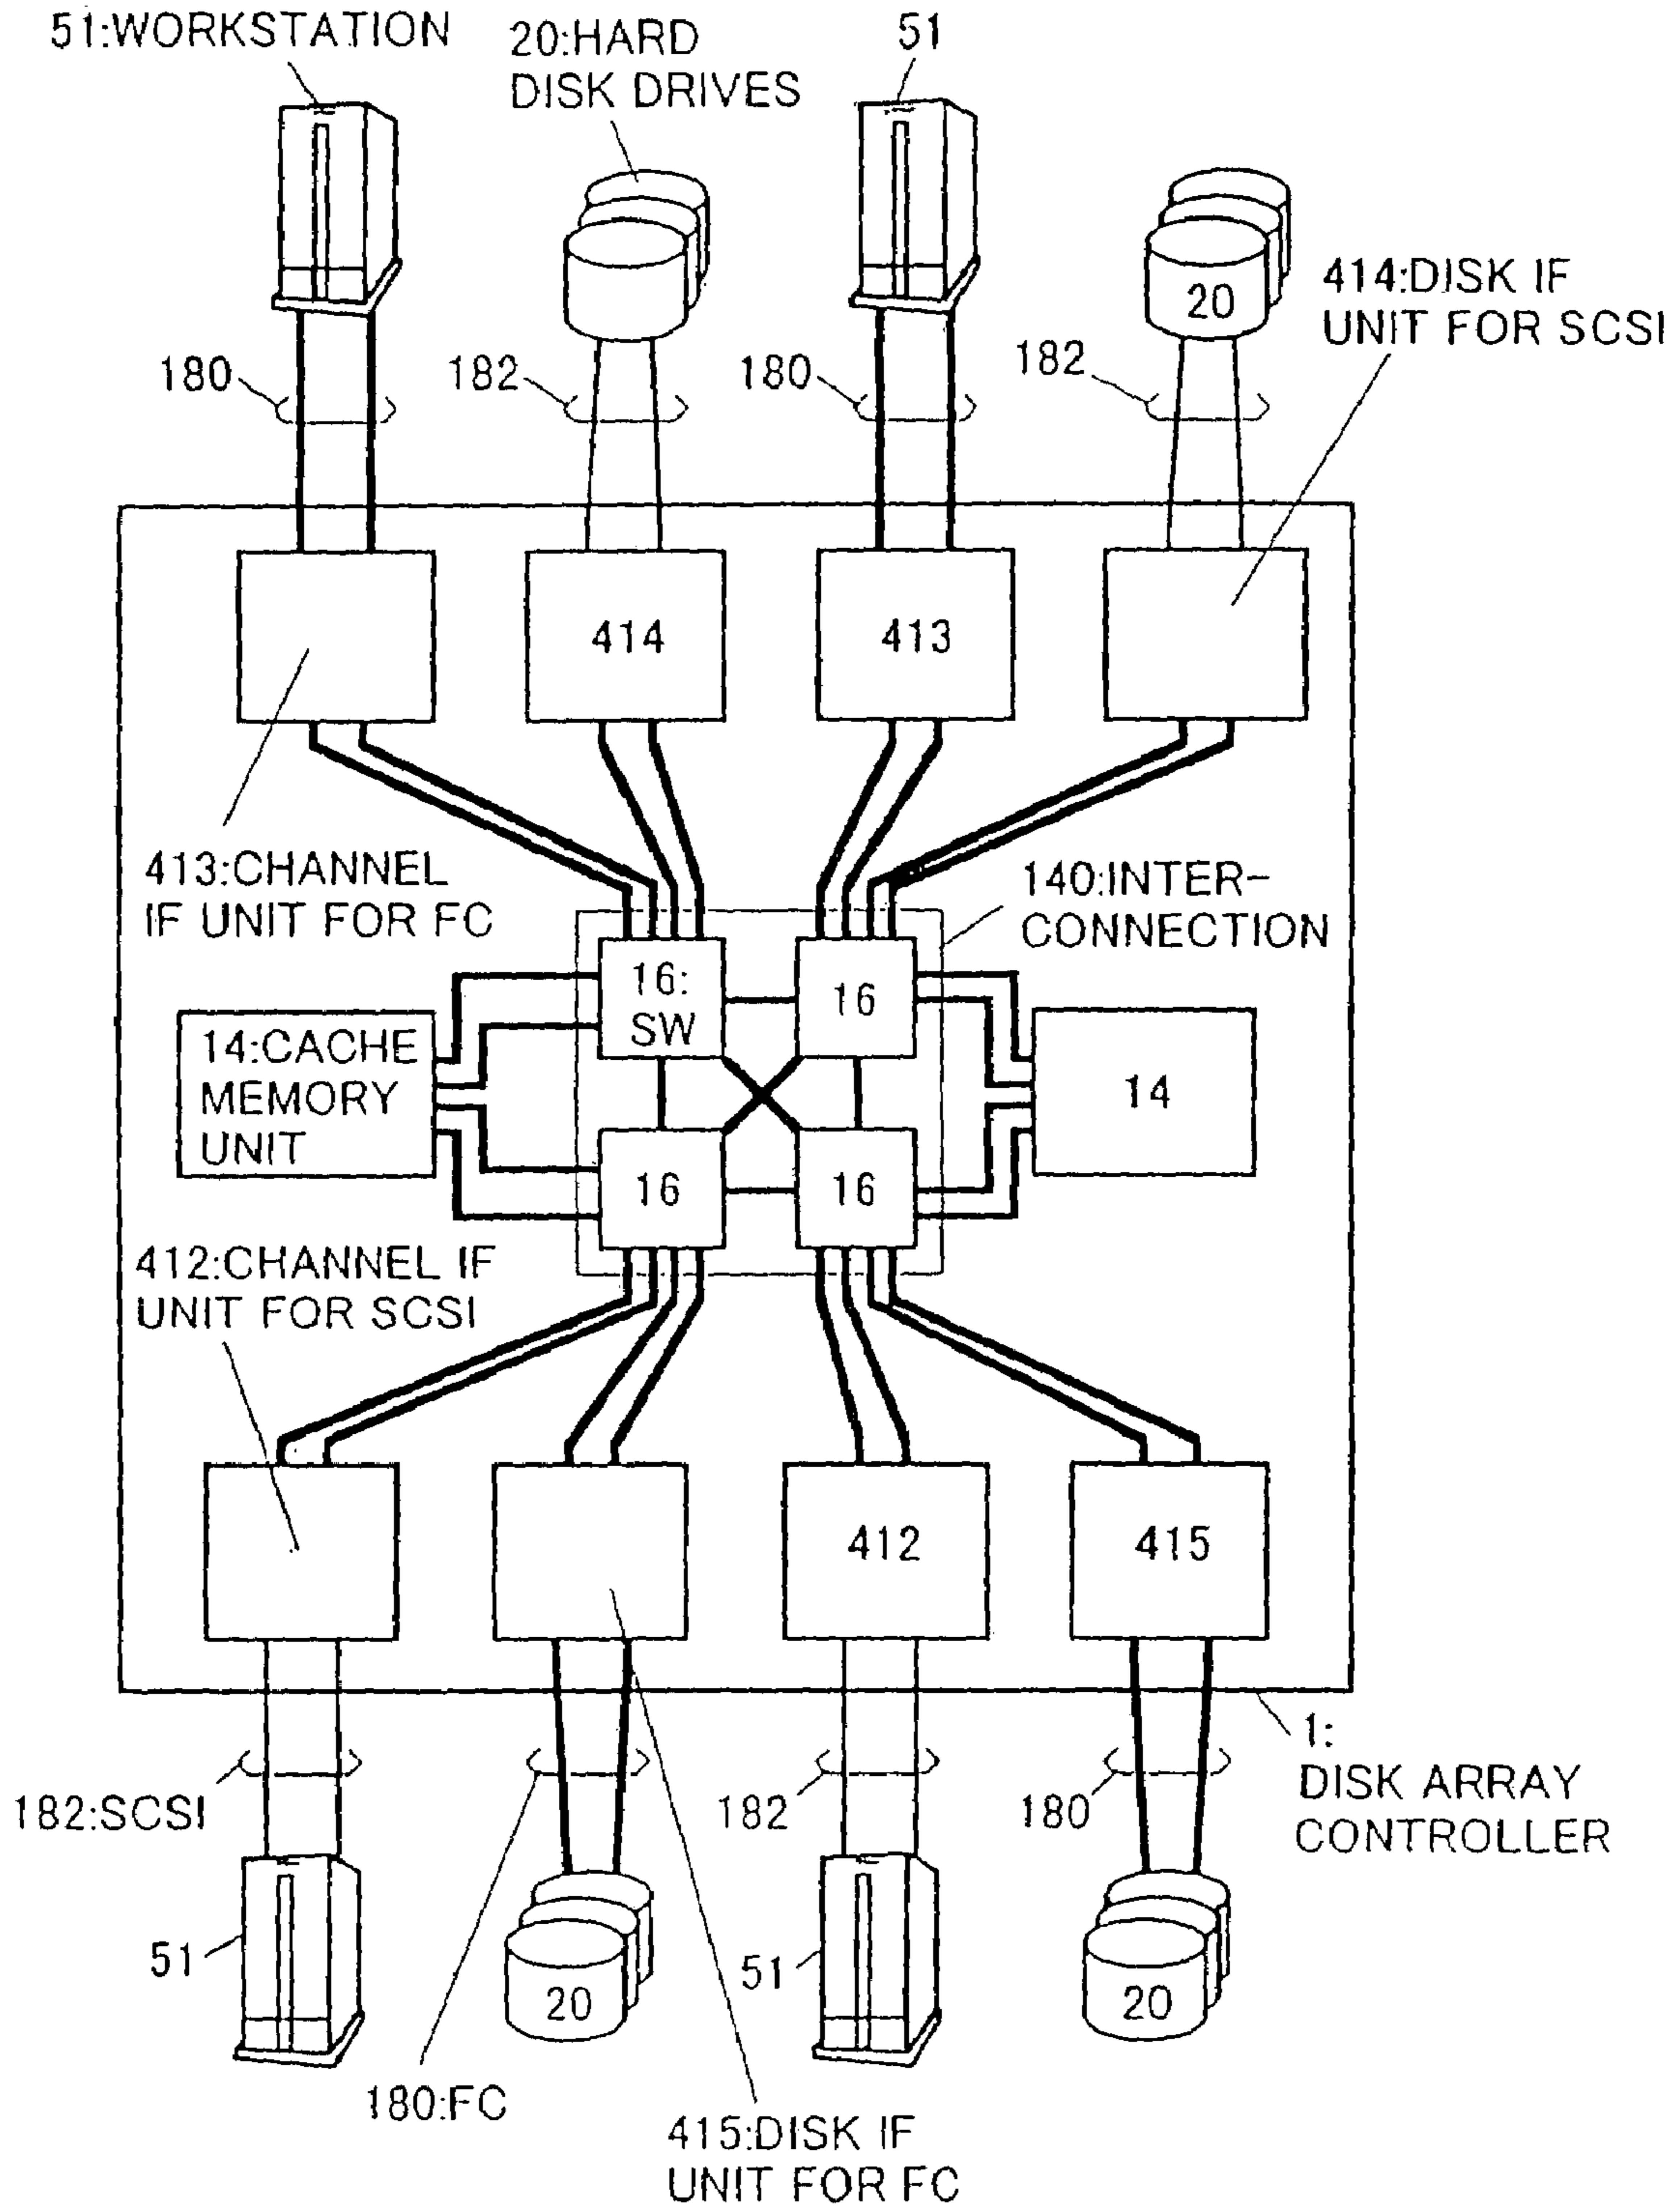 51:WORKSTATION
20:HARD
DISK DRIVES
51
20
414:DISK IF
UNIT FOR SCSI
180
182
180
182
414
413
413:CHANNEL
IF UNIT FOR FC
140:INTER-
CONNECTION
16:
SW
16
14:CACHE
MEMORY
UNIT
14
16
16
412:CHANNEL IF
UNIT FOR SCSI
412
415
1:
DISK ARRAY
CONTROLLER
182:SCSI
182
180
51
20
51
20
180:FC
415:DISK IF
UNIT FOR FC